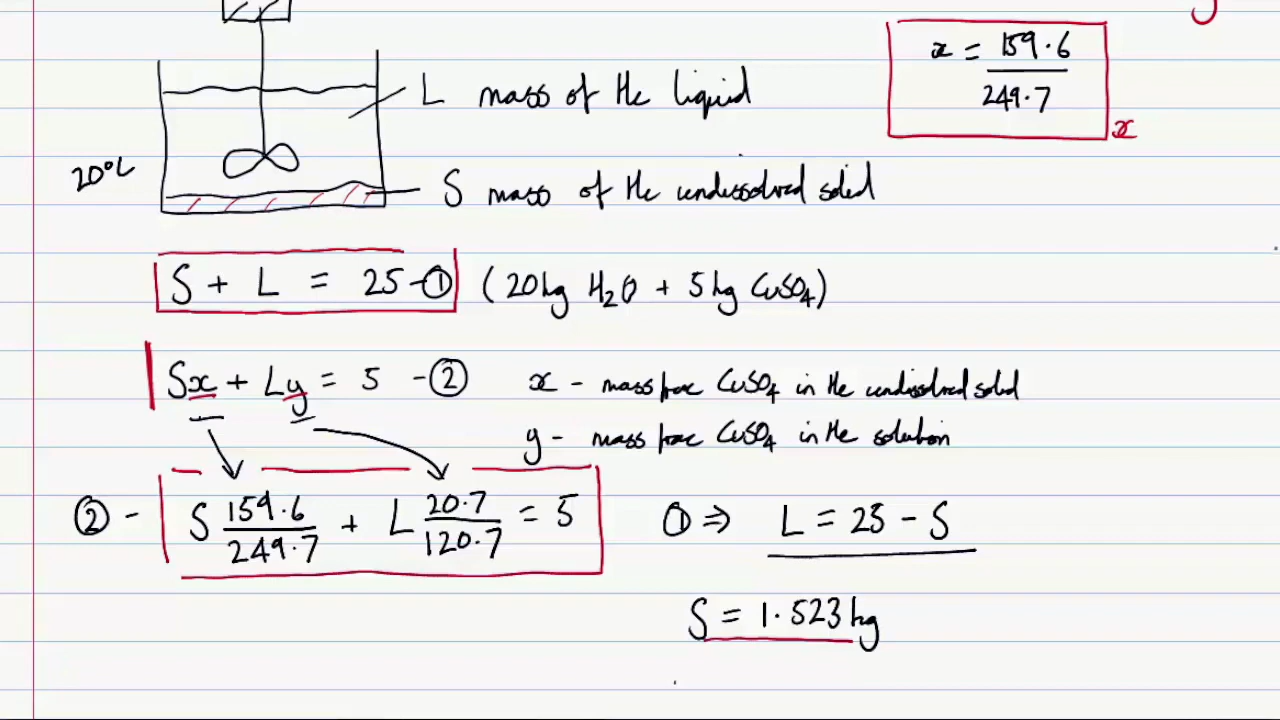 y
x = 159.6 / 249.7
x
L mass of the liquid
20°C
S mass of the undissolved solid
S + L = 25 - ① (20kg H₂O + 5kg CuSO₄)
Sx + Ly = 5 - ② x - mass frac CuSO₄ in the undissolved solid
y - mass frac CuSO₄ in the solution
② - S 159.6/249.7 + L 20.7/120.7 = 5 ① ⇒ L = 25 - S
S = 1.523 kg